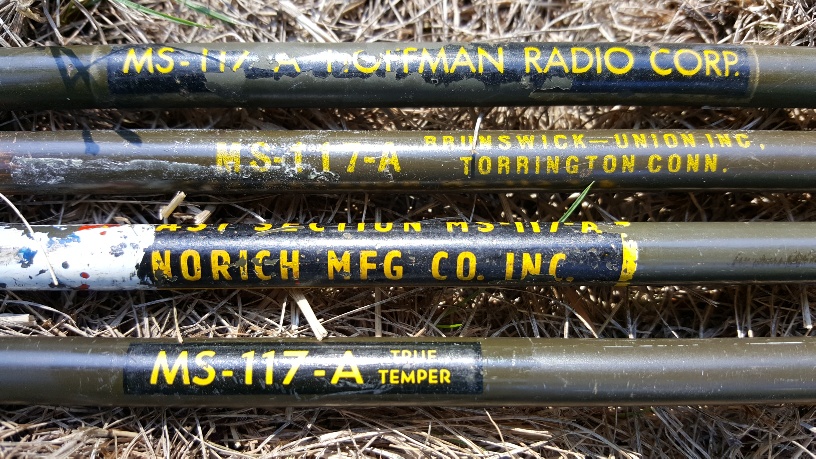 MS-117-A HOFFMAN RADIO CORP.
MS-117-A BRUNSWICK-UNION INC.
TORRINGTON CONN.
SECTION MS-117-A
NORICH MFG CO. INC.
MS-117-A TRUE
TEMPER